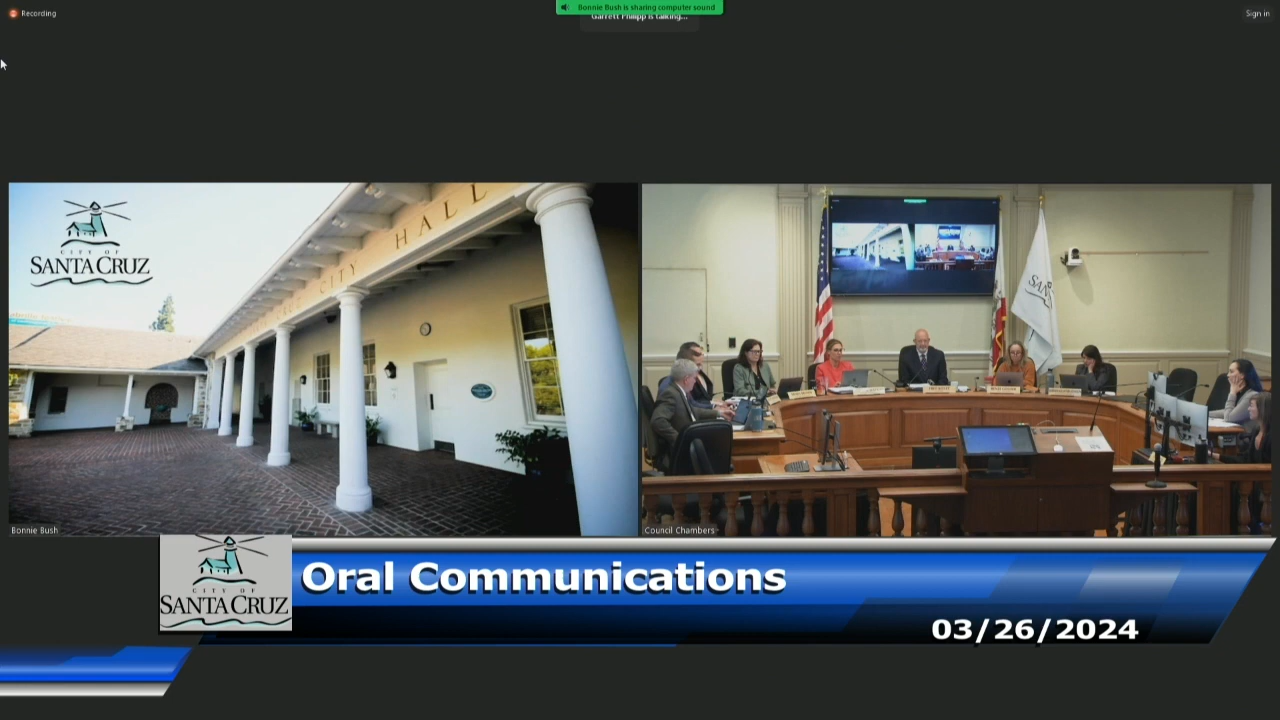 Recording
Bonnie Bush is sharing computer sound
Garrett Philipp is talking...
Sign in
CITY OF
SANTA CRUZ
CITY HALL
Bonnie Bush
Council Chambers
CITY OF
SANTA CRUZ
Oral Communications
03/26/2024